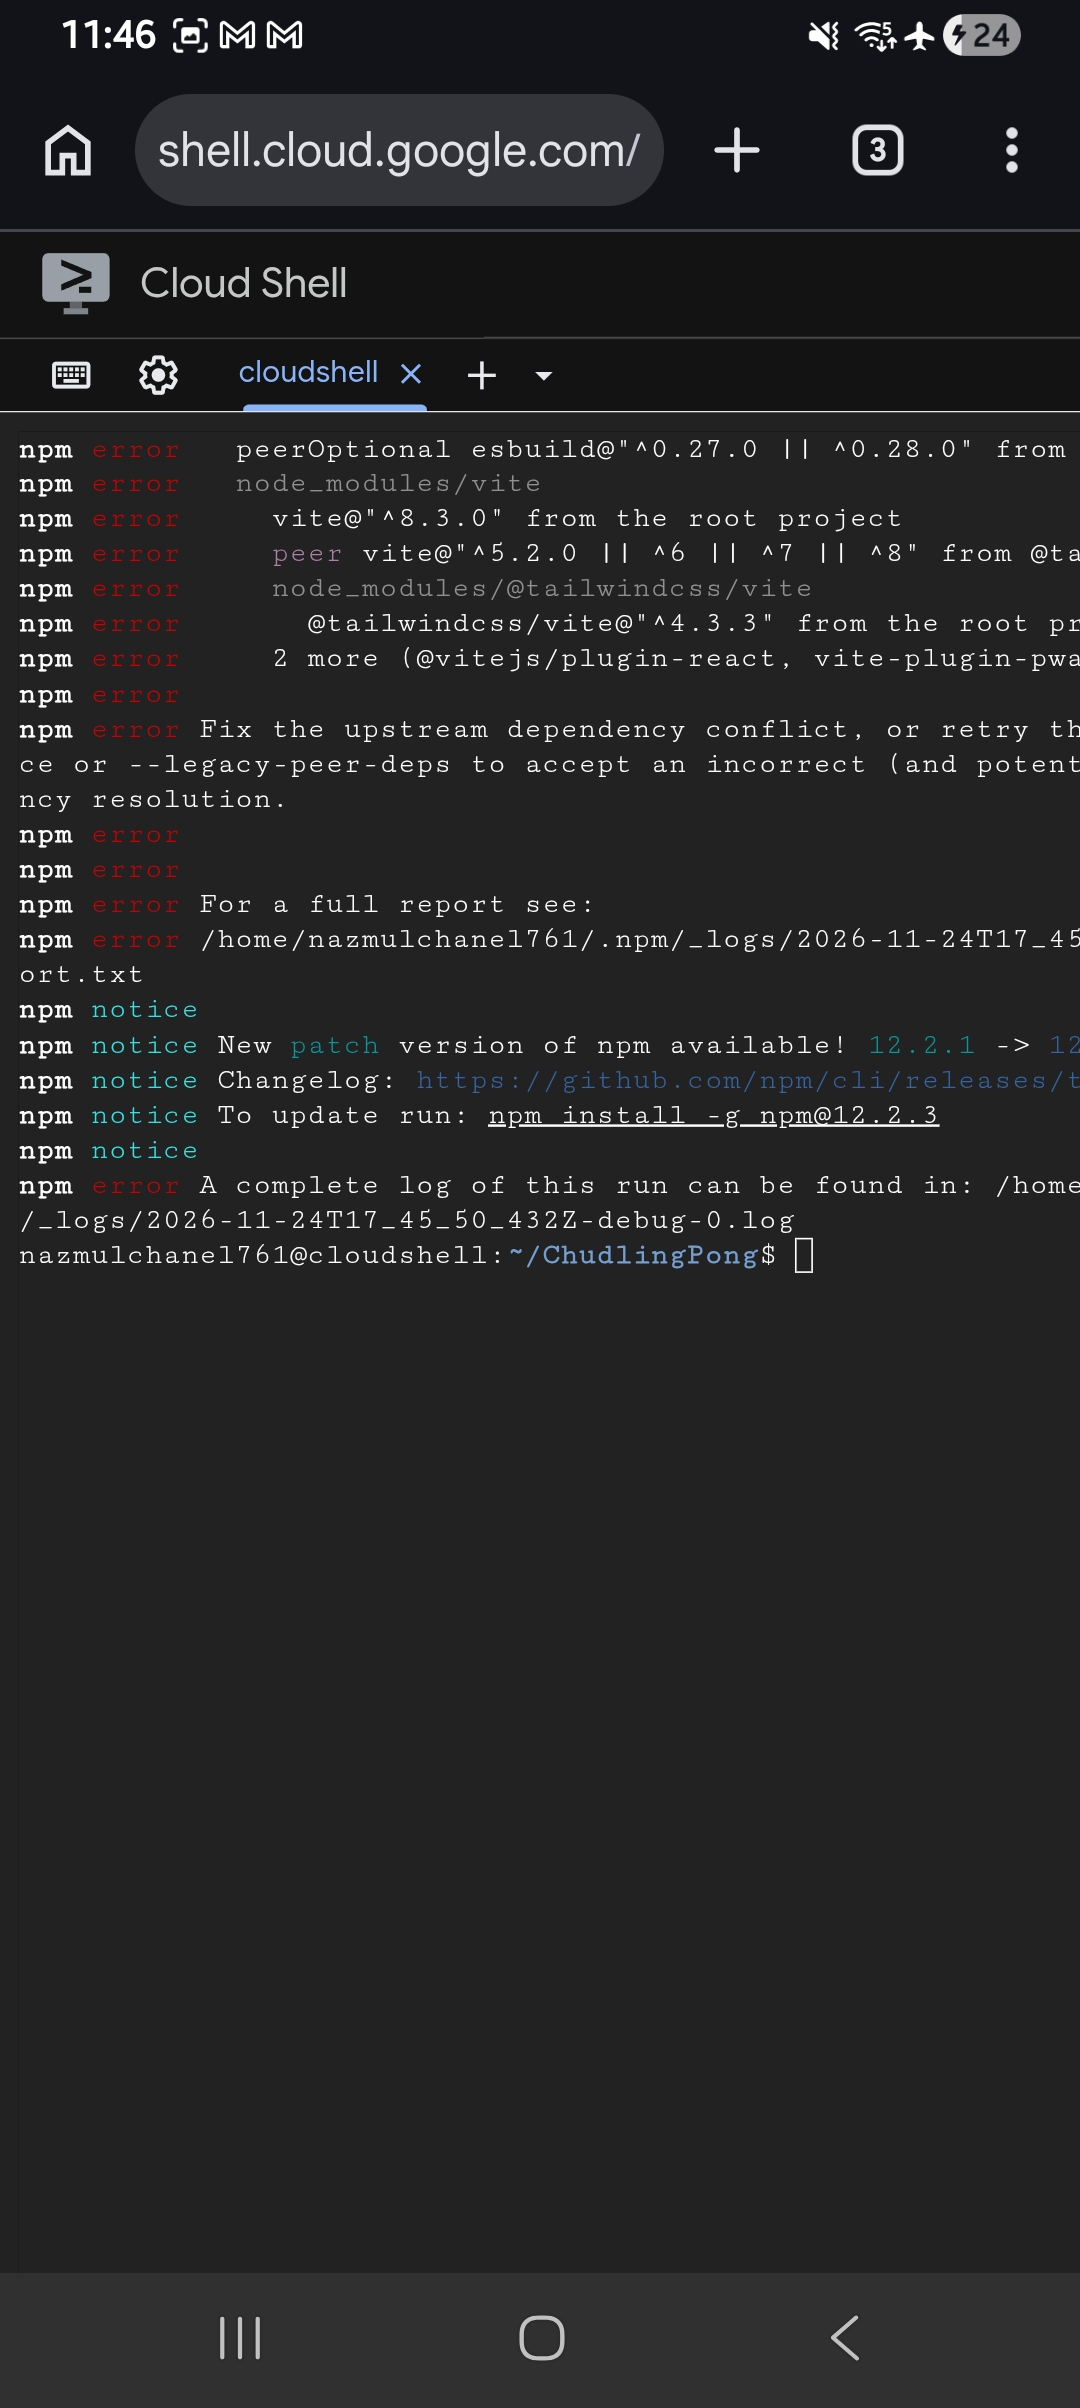 11:46
5
24
shell.cloud.google.com/
3
Cloud Shell
cloudshell
npm error   peerOptional esbuild@"^0.27.0 || ^0.28.0" from
npm error   node_modules/vite
npm error     vite@"^8.3.0" from the root project
npm error     peer vite@"^5.2.0 || ^6 || ^7 || ^8" from @ta
npm error     node_modules/@tailwindcss/vite
npm error       @tailwindcss/vite@"^4.3.3" from the root pr
npm error     2 more (@vitejs/plugin-react, vite-plugin-pwa
npm error
npm error Fix the upstream dependency conflict, or retry th
ce or --legacy-peer-deps to accept an incorrect (and potent
ncy resolution.
npm error
npm error
npm error For a full report see:
npm error /home/nazmulchanel761/.npm/_logs/2026-11-24T17_45
ort.txt
npm notice
npm notice New patch version of npm available! 12.2.1 -> 12
npm notice Changelog: https://github.com/npm/cli/releases/t
npm notice To update run: npm install -g npm@12.2.3
npm notice
npm error A complete log of this run can be found in: /home
/_logs/2026-11-24T17_45_50_432Z-debug-0.log
nazmulchanel761@cloudshell:~/ChudlingPong$